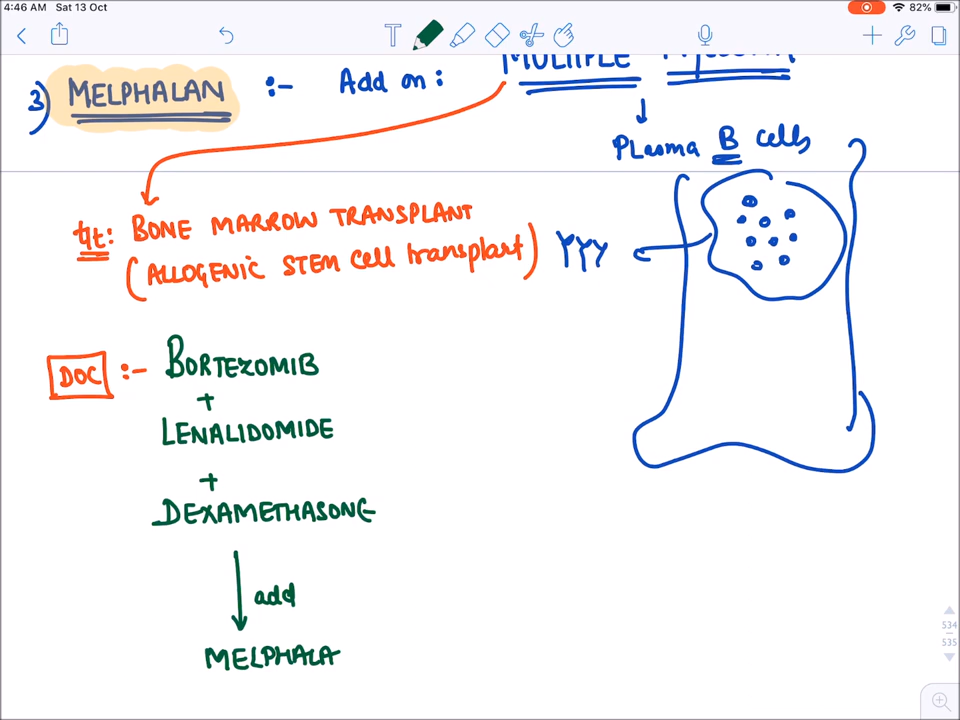 4:46 AM Sat 13 Oct
82%
T
3) MELPHALAN :- Add on: MULTIPLE
Plasma B cells
BONE MARROW TRANSPLANT
(ALLOGENIC STEM cell transplant) YYY
DOC :- BORTEZOMIB
+
LENALIDOMIDE
+
DEXAMETHASONE
add
MELPHALA
534
535